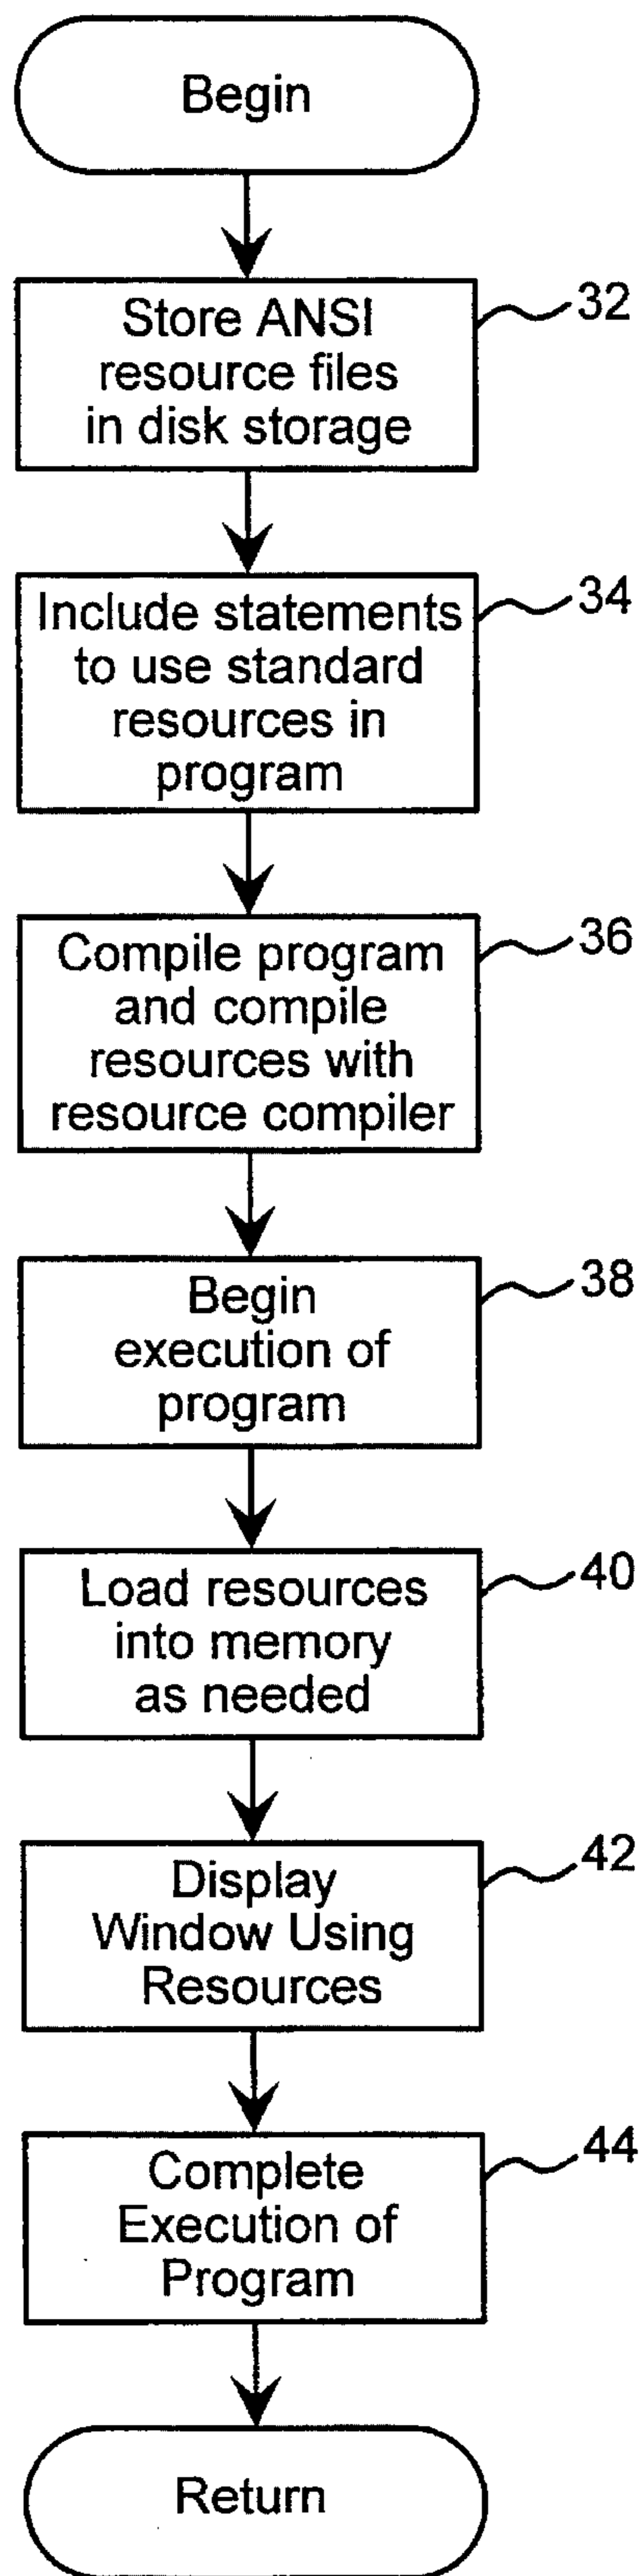 Begin
Store ANSI
resource files
in disk storage
32
Include statements
to use standard
resources in
program
34
Compile program
and compile
resources with
resource compiler
36
Begin
execution of
program
38
Load resources
into memory
as needed
40
Display
Window Using
Resources
42
Complete
Execution of
Program
44
Return